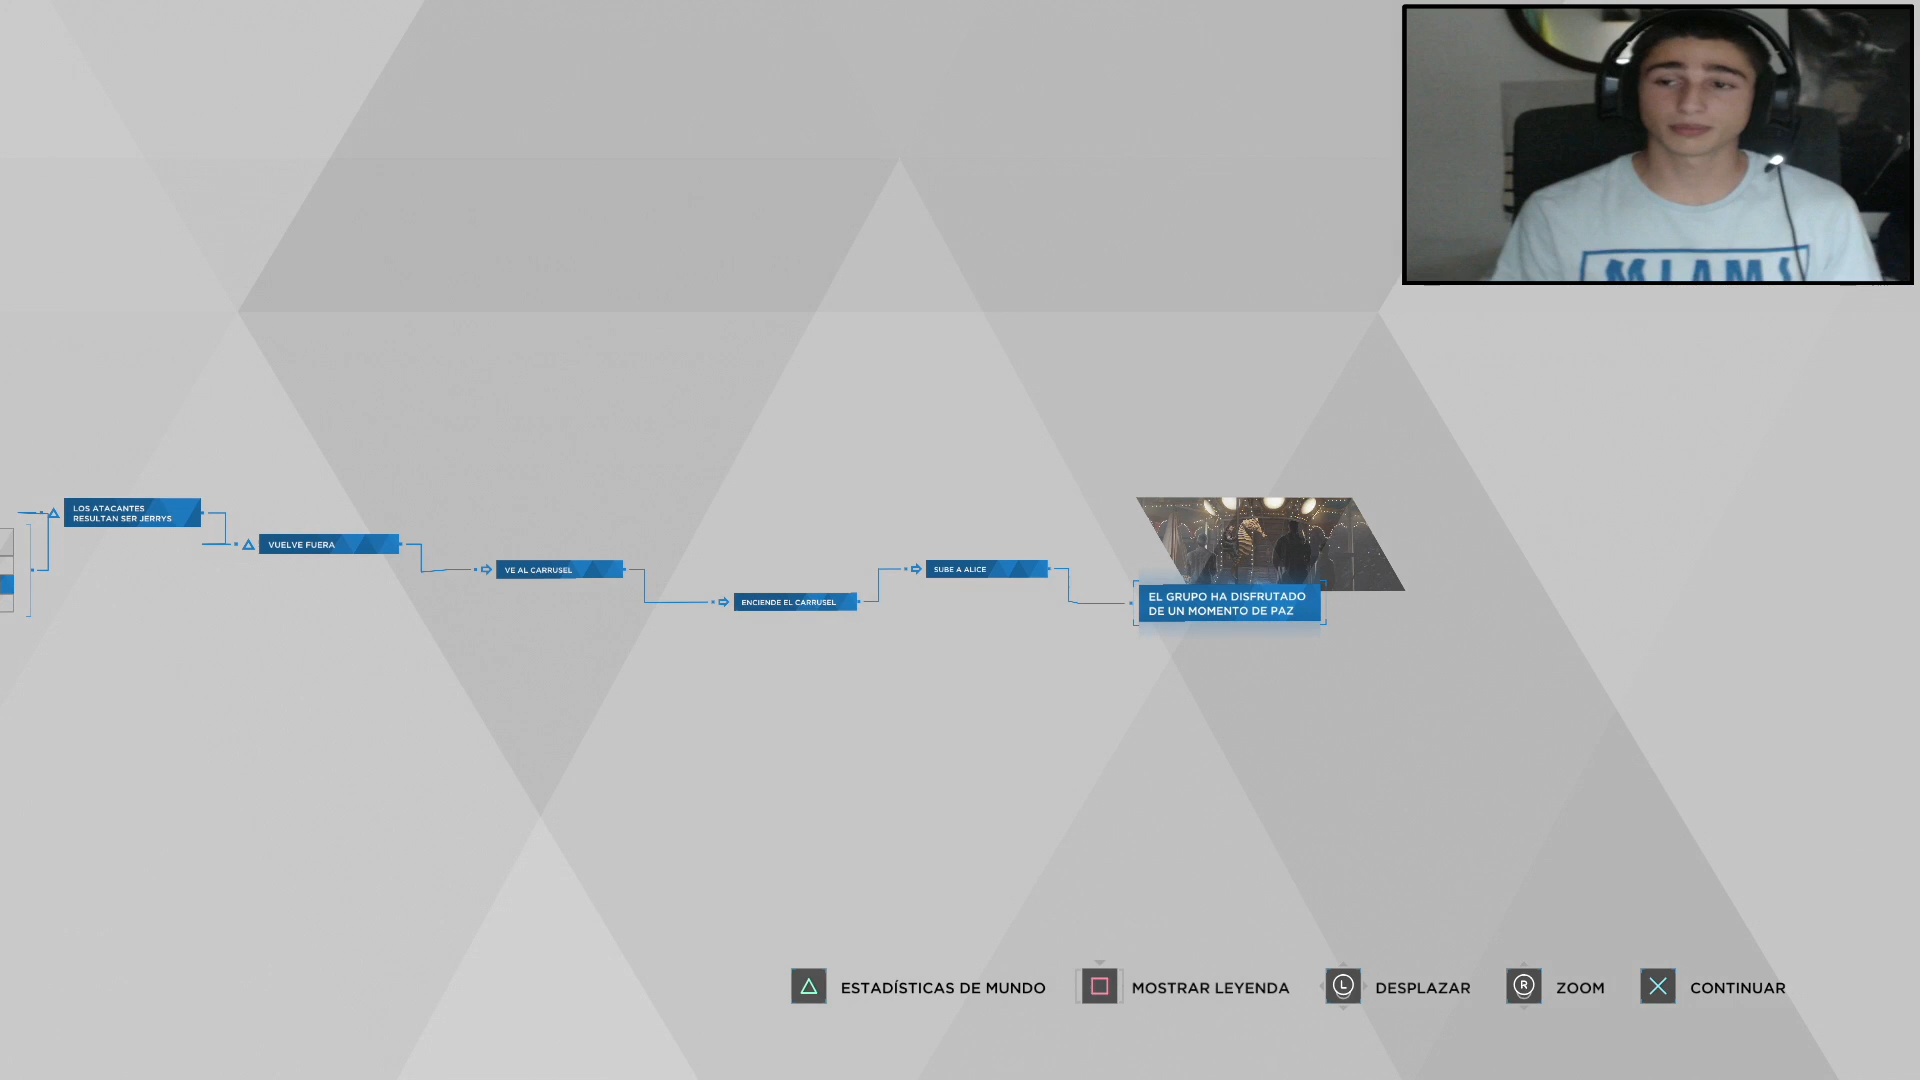 MIAMI
LOS ATACANTES
RESULTAN SER JERRYS
VUELVE FUERA
VE AL CARRUSEL
ENCIENDE EL CARRUSEL
SUBE A ALICE
EL GRUPO HA DISFRUTADO
DE UN MOMENTO DE PAZ
ESTADÍSTICAS DE MUNDO
MOSTRAR LEYENDA
L
DESPLAZAR
R
ZOOM
CONTINUAR